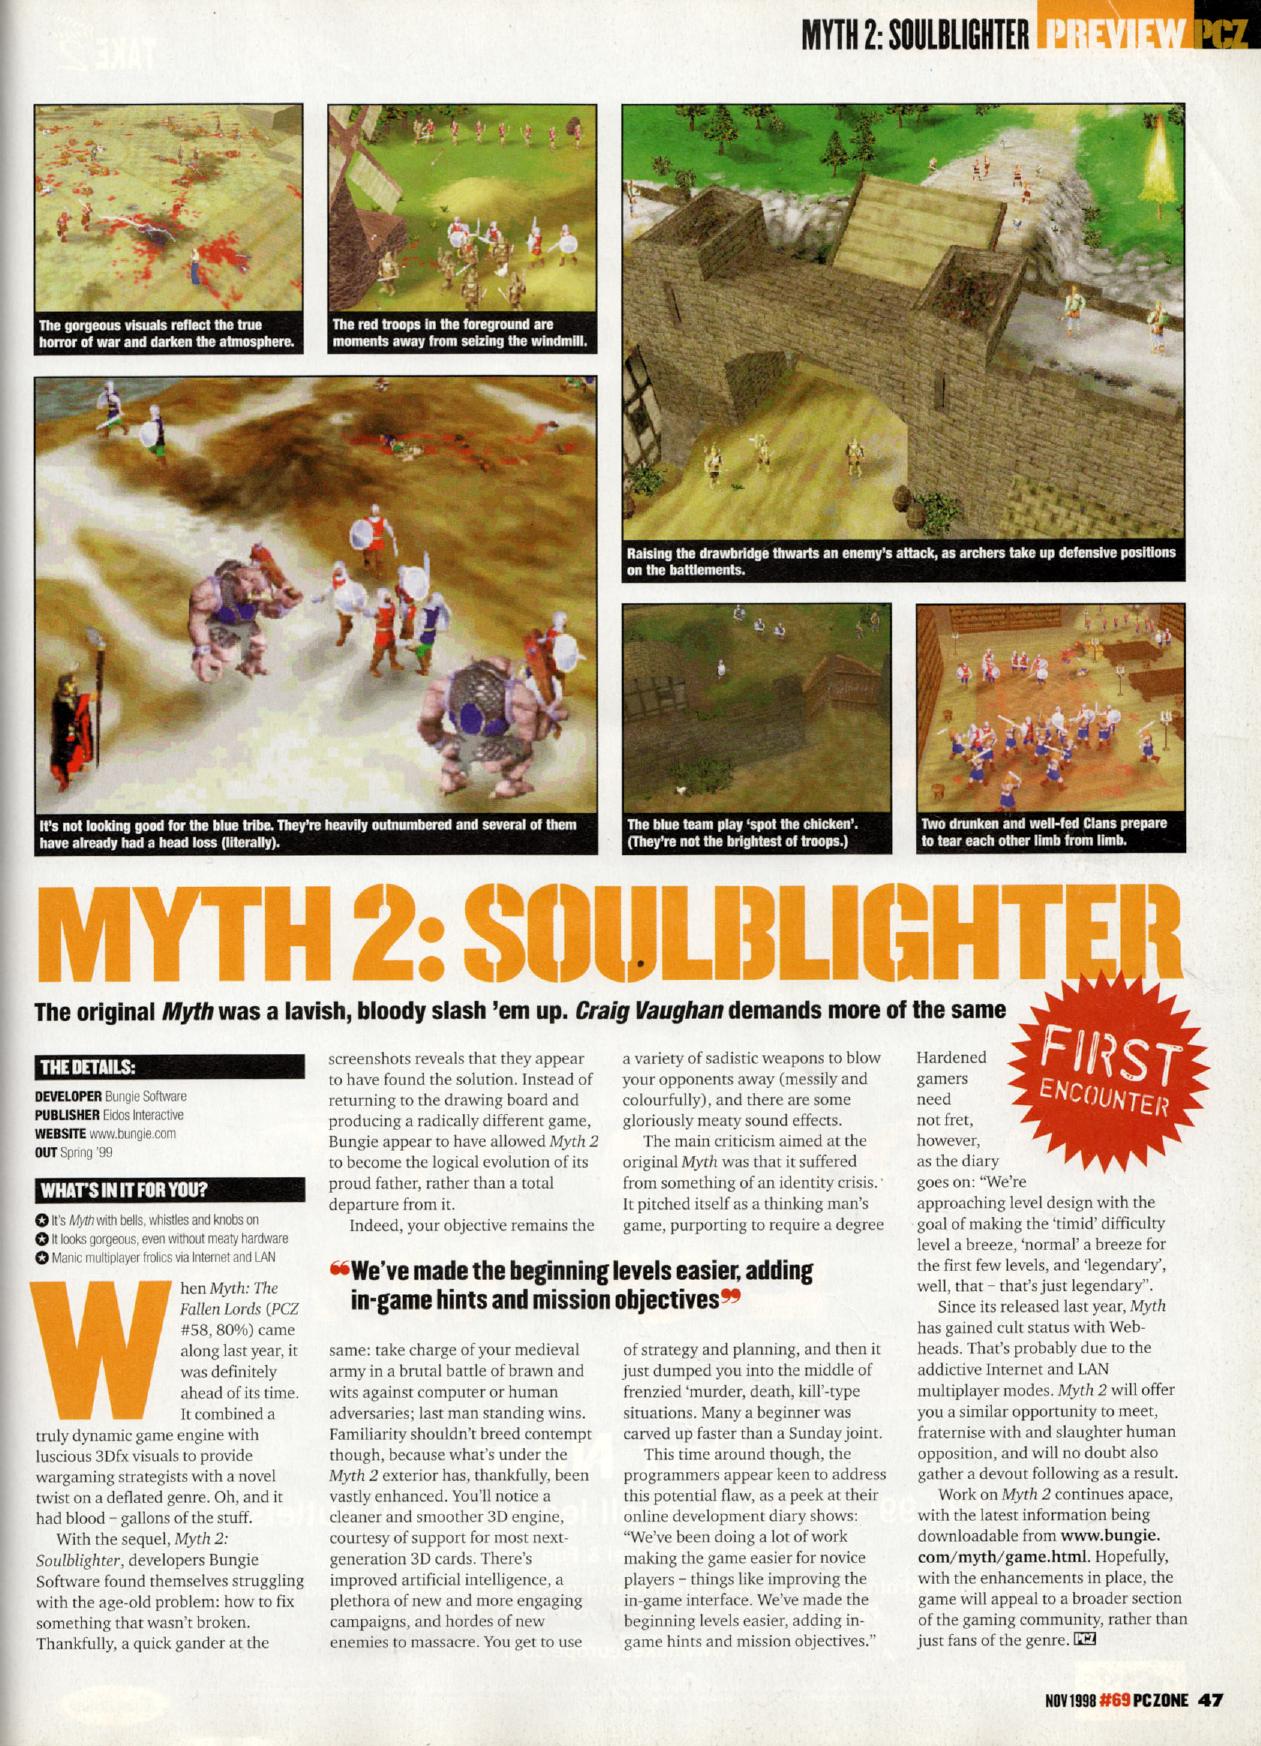 MYTH 2: SOULBLIGHTER PREVIEW PCZ
The gorgeous visuals reflect the true
horror of war and darken the atmosphere.
The red troops in the foreground are
moments away from seizing the windmill.
Raising the drawbridge thwarts an enemy's attack, as archers take up defensive positions
on the battlements.
It's not looking good for the blue tribe. They're heavily outnumbered and several of them
have already had a head loss (literally).
The blue team play 'spot the chicken'.
(They're not the brightest of troops.)
Two drunken and well-fed Clans prepare
to tear each other limb from limb.
MYTH 2: SOULBLIGHTER
The original Myth was a lavish, bloody slash 'em up. Craig Vaughan demands more of the same
FIRST
ENCOUNTER
THE DETAILS:
DEVELOPER Bungie Software
PUBLISHER Eidos Interactive
WEBSITE www.bungie.com
OUT Spring '99
WHAT'S IN IT FOR YOU?
It's Myth with bells, whistles and knobs on
It looks gorgeous, even without meaty hardware
Manic multiplayer frolics via Internet and LAN
When Myth: The
Fallen Lords (PCZ
#58, 80%) came
along last year, it
was definitely
ahead of its time.
It combined a
truly dynamic game engine with
luscious 3Dfx visuals to provide
wargaming strategists with a novel
twist on a deflated genre. Oh, and it
had blood – gallons of the stuff.
With the sequel, Myth 2:
Soulblighter, developers Bungie
Software found themselves struggling
with the age-old problem: how to fix
something that wasn't broken.
Thankfully, a quick gander at the
screenshots reveals that they appear
to have found the solution. Instead of
returning to the drawing board and
producing a radically different game,
Bungie appear to have allowed Myth 2
to become the logical evolution of its
proud father, rather than a total
departure from it.
Indeed, your objective remains the
same: take charge of your medieval
army in a brutal battle of brawn and
wits against computer or human
adversaries; last man standing wins.
Familiarity shouldn't breed contempt
though, because what's under the
Myth 2 exterior has, thankfully, been
vastly enhanced. You'll notice a
cleaner and smoother 3D engine,
courtesy of support for most next-
generation 3D cards. There's
improved artificial intelligence, a
plethora of new and more engaging
campaigns, and hordes of new
enemies to massacre. You get to use
a variety of sadistic weapons to blow
your opponents away (messily and
colourfully), and there are some
gloriously meaty sound effects.
The main criticism aimed at the
original Myth was that it suffered
from something of an identity crisis.
It pitched itself as a thinking man's
game, purporting to require a degree
“We've made the beginning levels easier, adding
in-game hints and mission objectives”
of strategy and planning, and then it
just dumped you into the middle of
frenzied 'murder, death, kill'-type
situations. Many a beginner was
carved up faster than a Sunday joint.
This time around though, the
programmers appear keen to address
this potential flaw, as a peek at their
online development diary shows:
“We've been doing a lot of work
making the game easier for novice
players – things like improving the
in-game interface. We've made the
beginning levels easier, adding in-
game hints and mission objectives.”
Hardened
gamers
need
not fret,
however,
as the diary
goes on: “We're
approaching level design with the
goal of making the 'timid' difficulty
level a breeze, 'normal' a breeze for
the first few levels, and 'legendary',
well, that – that's just legendary”.
Since its released last year, Myth
has gained cult status with Web-
heads. That's probably due to the
addictive Internet and LAN
multiplayer modes. Myth 2 will offer
you a similar opportunity to meet,
fraternise with and slaughter human
opposition, and will no doubt also
gather a devout following as a result.
Work on Myth 2 continues apace,
with the latest information being
downloadable from www.bungie.
com/myth/game.html. Hopefully,
with the enhancements in place, the
game will appeal to a broader section
of the gaming community, rather than
just fans of the genre. PCZ
NOV 1998 #69 PC ZONE 47